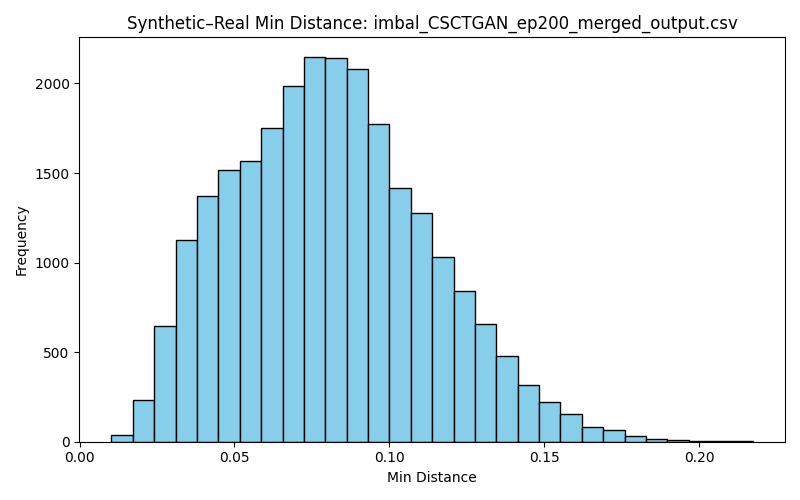 Synthetic–Real Min Distance: imbal_CSCTGAN_ep200_merged_output.csv
2000
1500
1000
500
0
Frequency
0.00 0.05 0.10 0.15 0.20
Min Distance